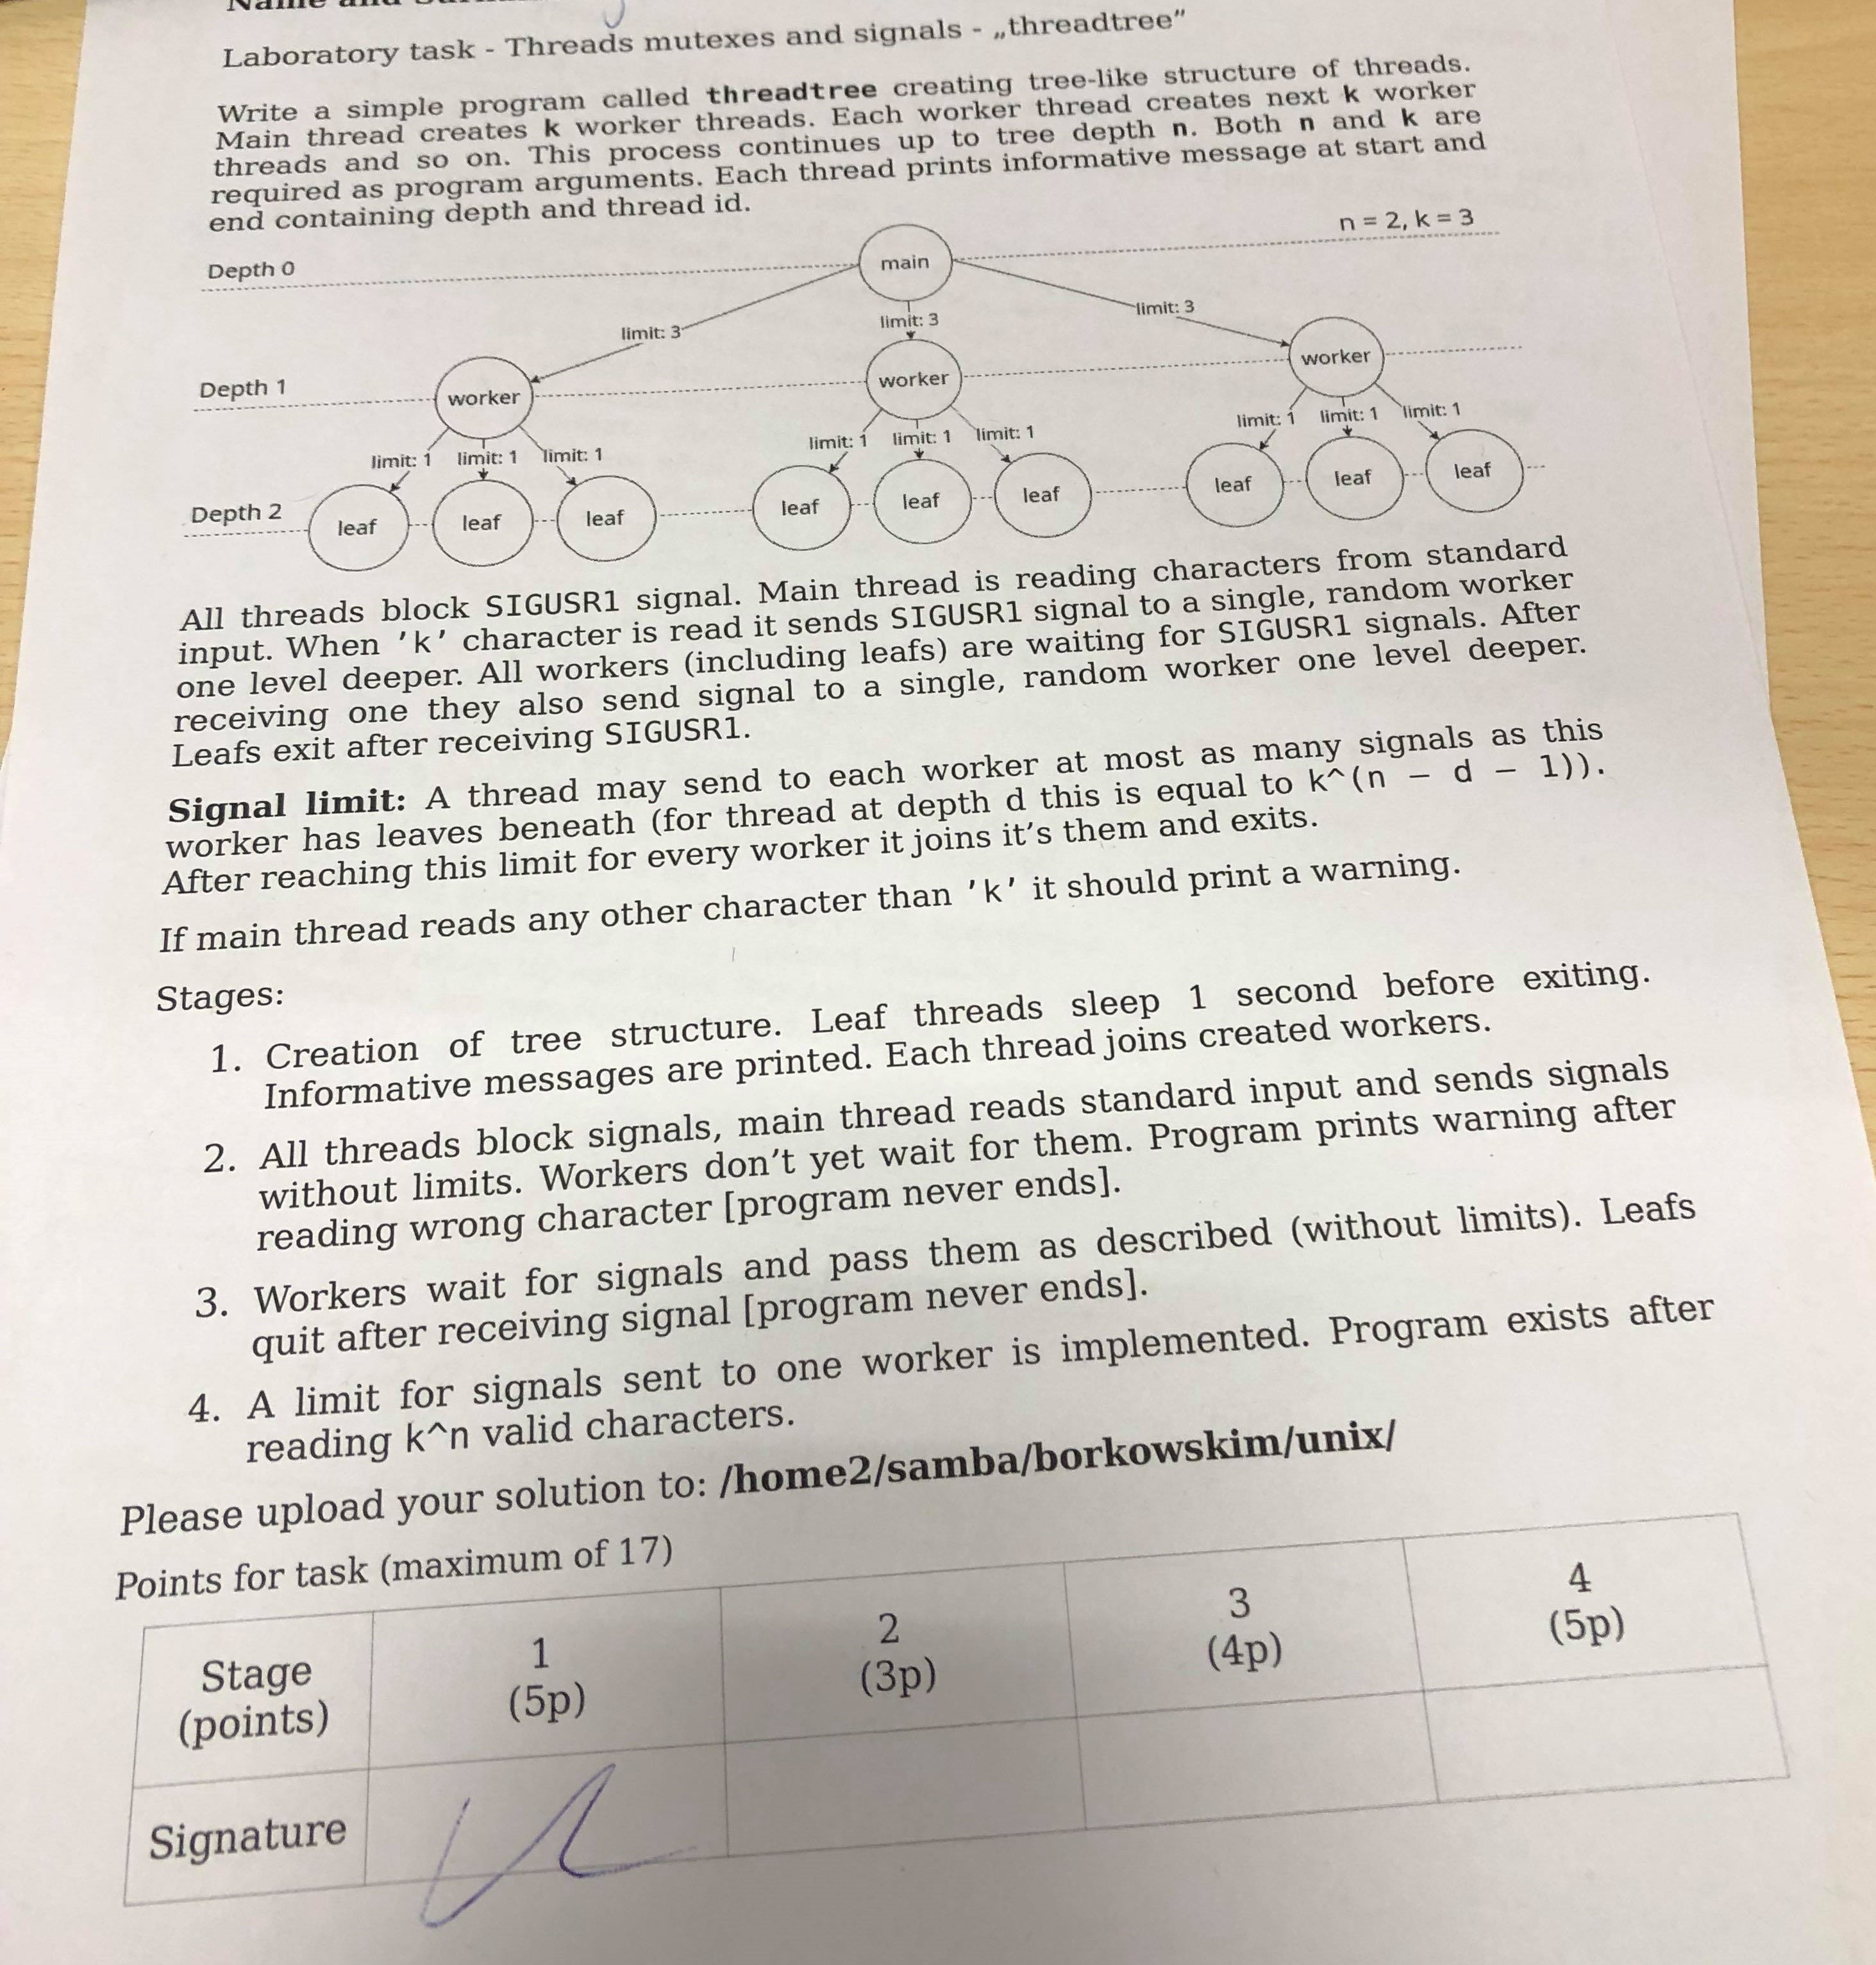 Name and
Laboratory task - Threads mutexes and signals - „threadtree”
Write a simple program called threadtree creating tree-like structure of threads.
Main thread creates k worker threads. Each worker thread creates next k worker
threads and so on. This process continues up to tree depth n. Both n and k are
required as program arguments. Each thread prints informative message at start and
end containing depth and thread id.
n = 2, k = 3
Depth 0
main
limit: 3
limit: 3
limit: 3
Depth 1
worker
worker
worker
limit: 1 limit: 1 limit: 1
limit: 1 limit: 1 limit: 1
limit: 1 limit: 1 limit: 1
Depth 2
leaf leaf leaf
leaf leaf leaf
leaf leaf leaf
All threads block SIGUSR1 signal. Main thread is reading characters from standard
input. When 'k' character is read it sends SIGUSR1 signal to a single, random worker
one level deeper. All workers (including leafs) are waiting for SIGUSR1 signals. After
receiving one they also send signal to a single, random worker one level deeper.
Leafs exit after receiving SIGUSR1.
Signal limit: A thread may send to each worker at most as many signals as this
worker has leaves beneath (for thread at depth d this is equal to k^(n − d − 1)).
After reaching this limit for every worker it joins it's them and exits.
If main thread reads any other character than 'k' it should print a warning.
Stages:
1. Creation of tree structure. Leaf threads sleep 1 second before exiting.
Informative messages are printed. Each thread joins created workers.
2. All threads block signals, main thread reads standard input and sends signals
without limits. Workers don't yet wait for them. Program prints warning after
reading wrong character [program never ends].
3. Workers wait for signals and pass them as described (without limits). Leafs
quit after receiving signal [program never ends].
4. A limit for signals sent to one worker is implemented. Program exists after
reading k^n valid characters.
Please upload your solution to: /home2/samba/borkowskim/unix/
Points for task (maximum of 17)
Stage
(points)
1
(5p)
2
(3p)
3
(4p)
4
(5p)
Signature